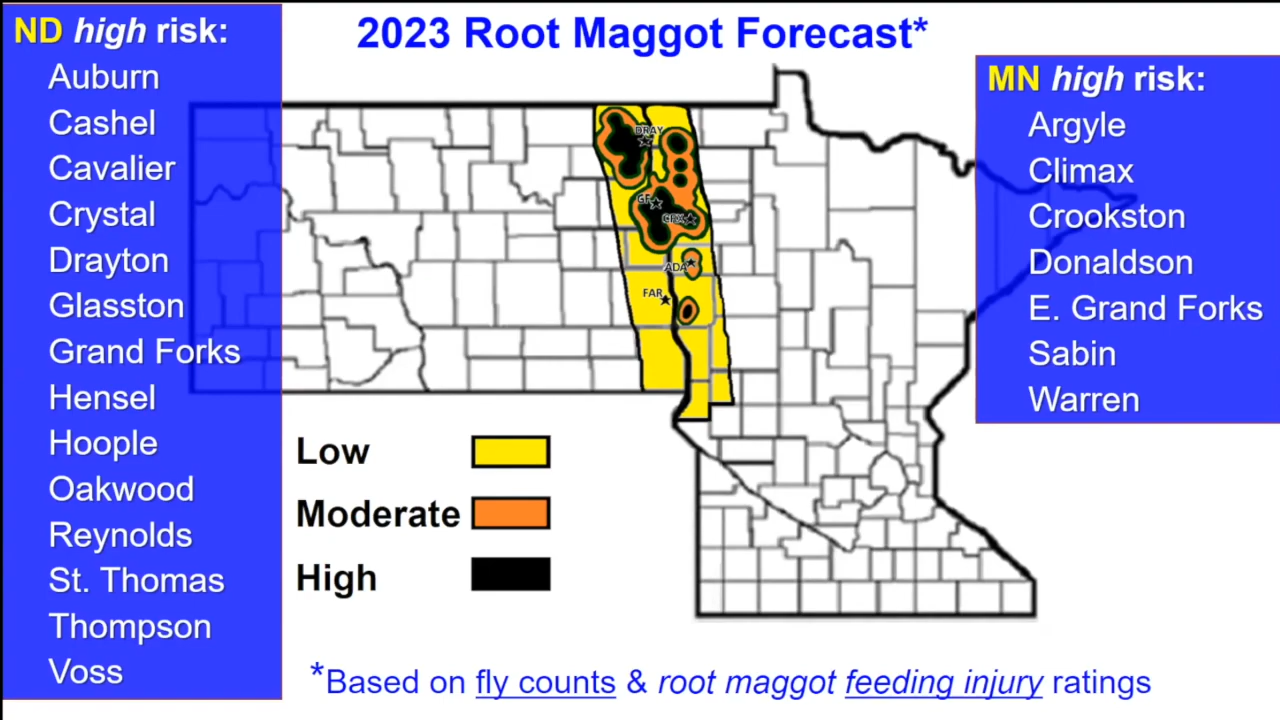 2023 Root Maggot Forecast*
ND high risk:
Auburn
Cashel
Cavalier
Crystal
Drayton
Glasston
Grand Forks
Hensel
Hoople
Oakwood
Reynolds
St. Thomas
Thompson
Voss
MN high risk:
Argyle
Climax
Crookston
Donaldson
E. Grand Forks
Sabin
Warren
DRAY
GF
CRX
ADA
FAR
Low
Moderate
High
*Based on fly counts & root maggot feeding injury ratings